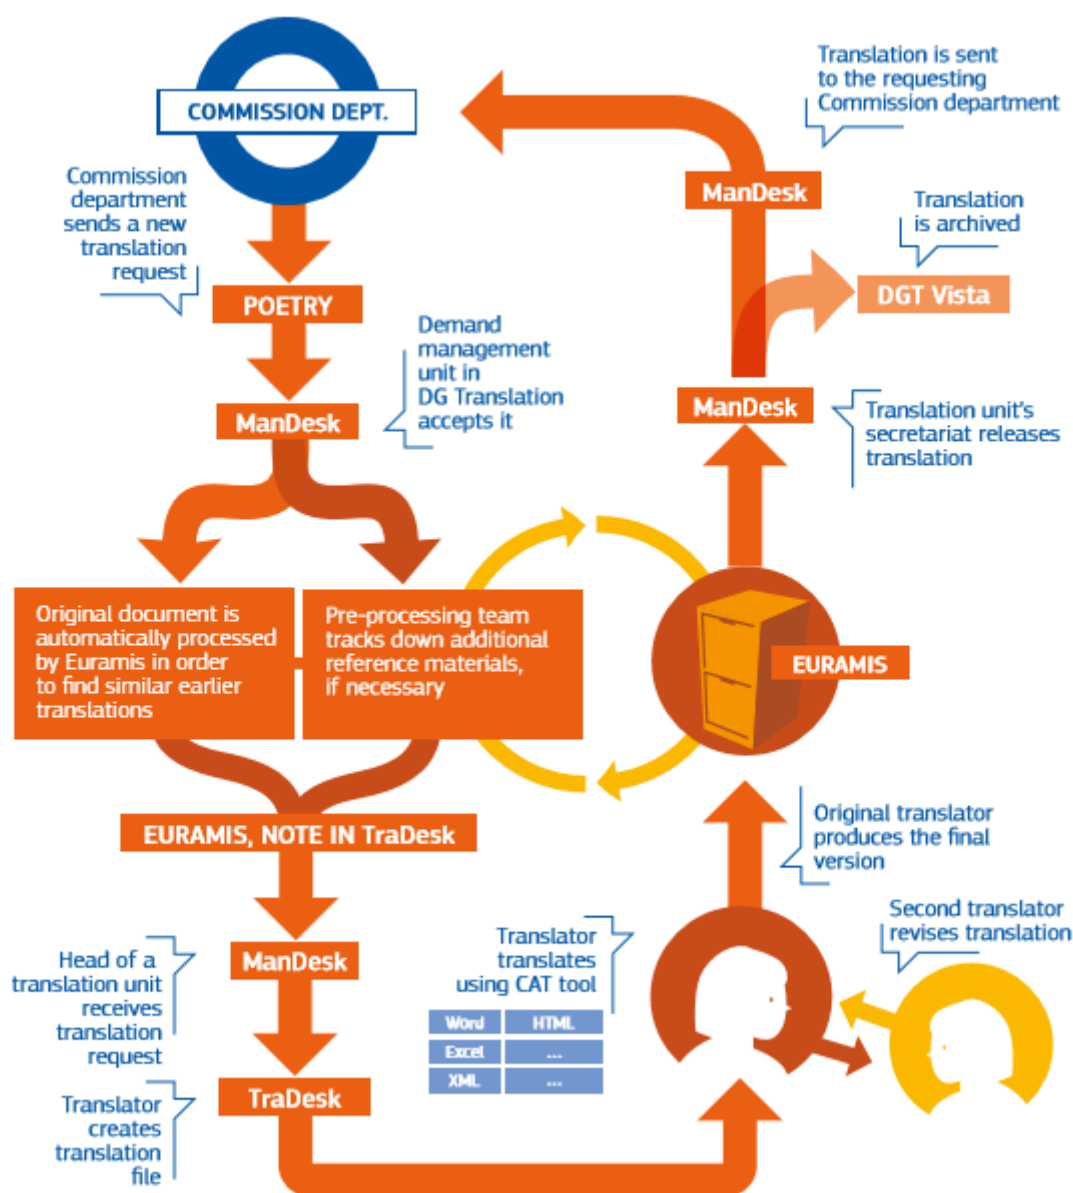 COMMISSION DEPT.
Commission
department
sends a new
translation
request
POETRY
Demand
management
unit in
DG Translation
accepts it
ManDesk
Original document is
automatically processed
by Euramis in order
to find similar earlier
translations
Pre-processing team
tracks down additional
reference materials,
if necessary
EURAMIS, NOTE IN TraDesk
ManDesk
Head of a
translation unit
receives
translation
request
TraDesk
Translator
creates
translation
file
Translator
translates
using CAT tool
Word HTML
Excel ...
XML ...
Second translator
revises translation
Original translator
produces the final
version
EURAMIS
ManDesk
Translation unit's
secretariat releases
translation
DGT Vista
Translation
is archived
ManDesk
Translation is sent
to the requesting
Commission department